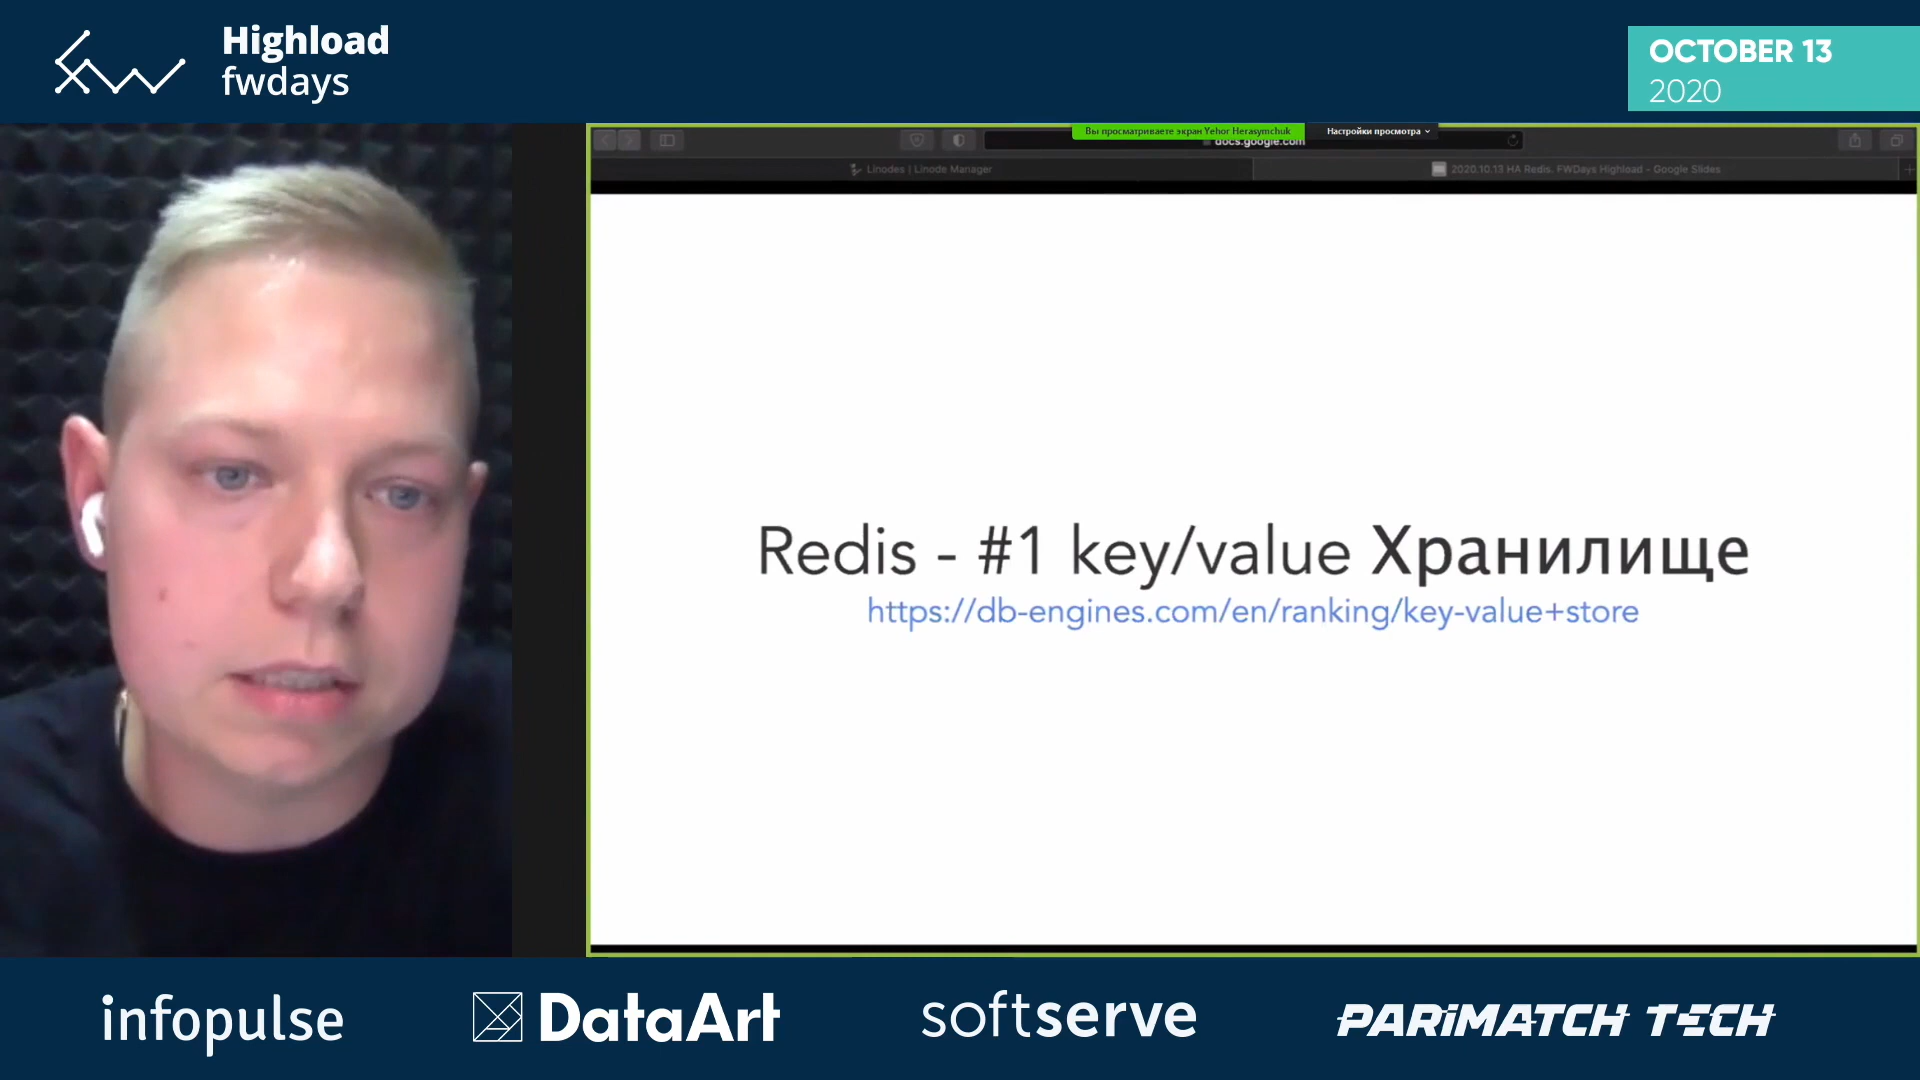 Highload
fwdays
OCTOBER 13
2020
Вы просматриваете экран Yehor Herasymchuk
Настройки просмотра
docs.google.com
Linodes | Linode Manager
2020.10.13 HA Redis. FWDays Highload - Google Slides
Redis - #1 key/value Хранилище
https://db-engines.com/en/ranking/key-value+store
infopulse
DataArt
softserve
PARIMATCH TECH